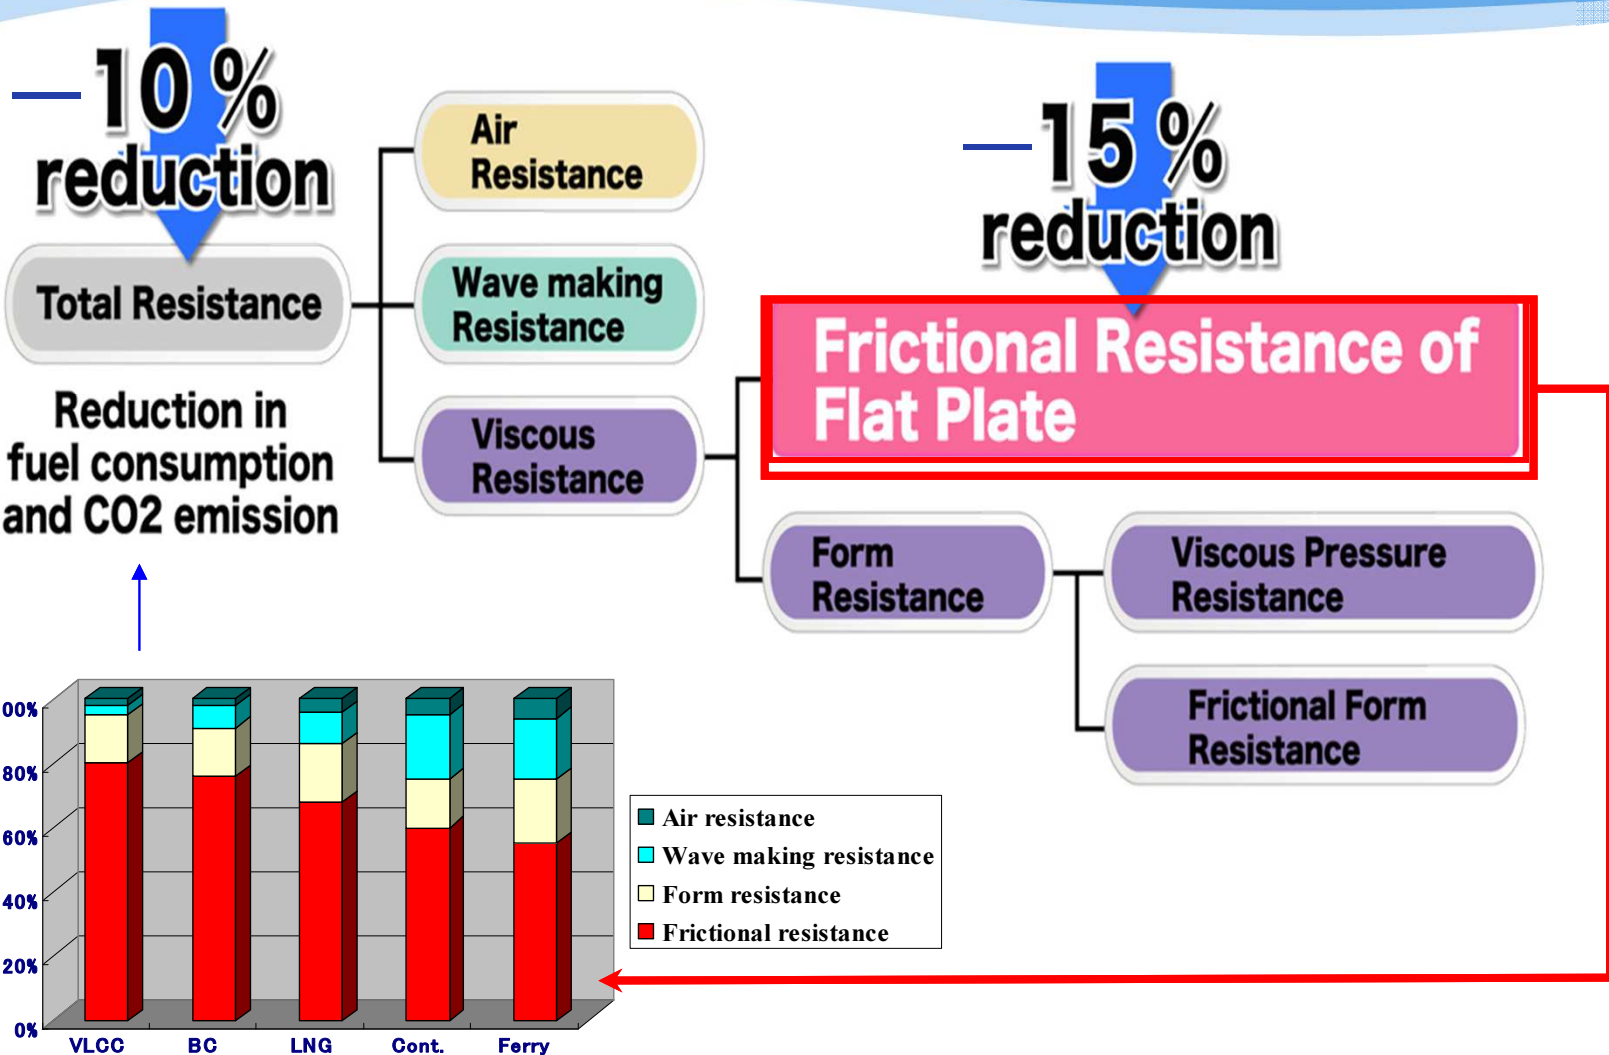 —10 %
reduction
Total Resistance
Reduction in
fuel consumption
and CO2 emission
Air
Resistance
Wave making
Resistance
Viscous
Resistance
—15 %
reduction
Frictional Resistance of
Flat Plate
Form
Resistance
Viscous Pressure
Resistance
Frictional Form
Resistance
00%
80%
60%
40%
20%
0%
VLCC BC LNG Cont. Ferry
Air resistance
Wave making resistance
Form resistance
Frictional resistance